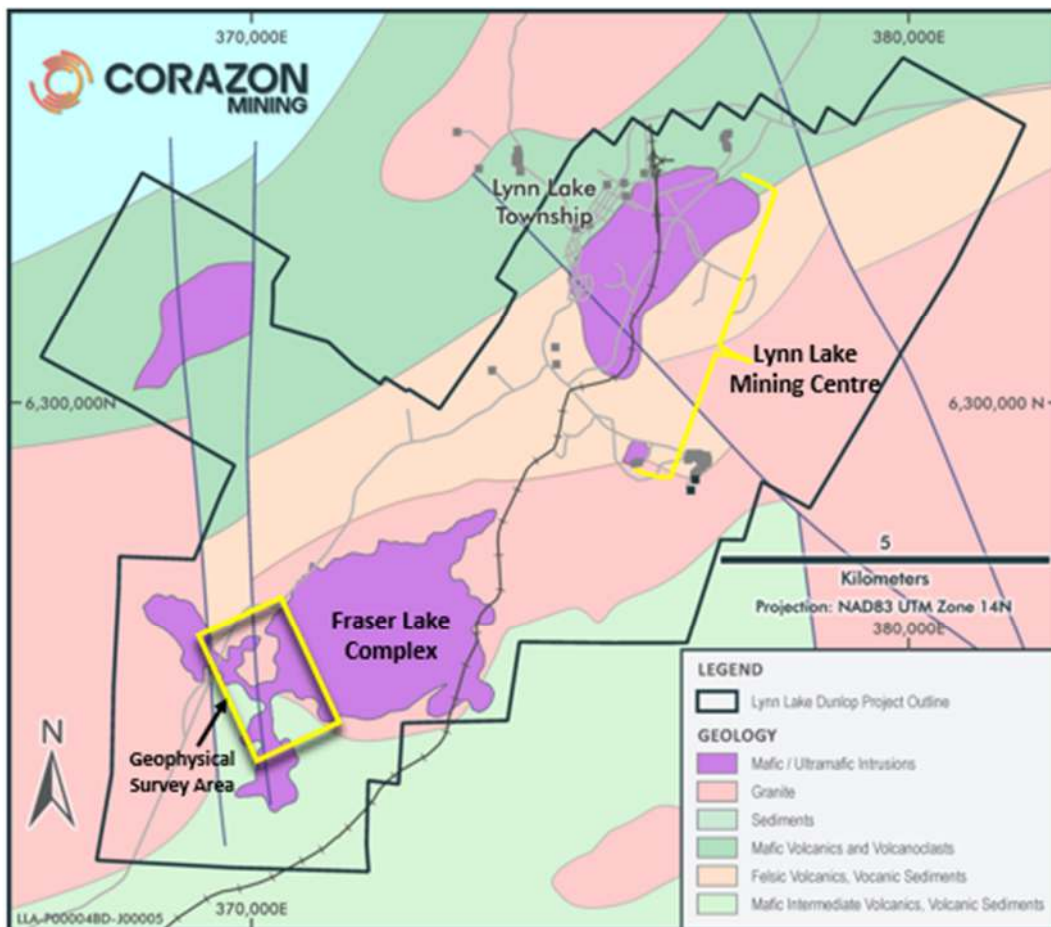 370,000E
380,000E
CORAZON
MINING
Lynn Lake
Township
Lynn Lake
Mining Centre
6,300,000N
6,300,000 N
5
Kilometers
Projection: NAD83 UTM Zone 14N
380,000E
Fraser Lake
Complex
Geophysical
Survey Area
N
LEGEND
Lynn Lake Dunlop Project Outline
GEOLOGY
Mafic / Ultramafic Intrusions
Granite
Sediments
Mafic Volcanics and Volcanoclasts
Felsic Volcanics, Vocanic Sediments
Mafic Intermediate Volcanics, Volcanic Sediments
370,000E
LLA-P00004BD-J00005